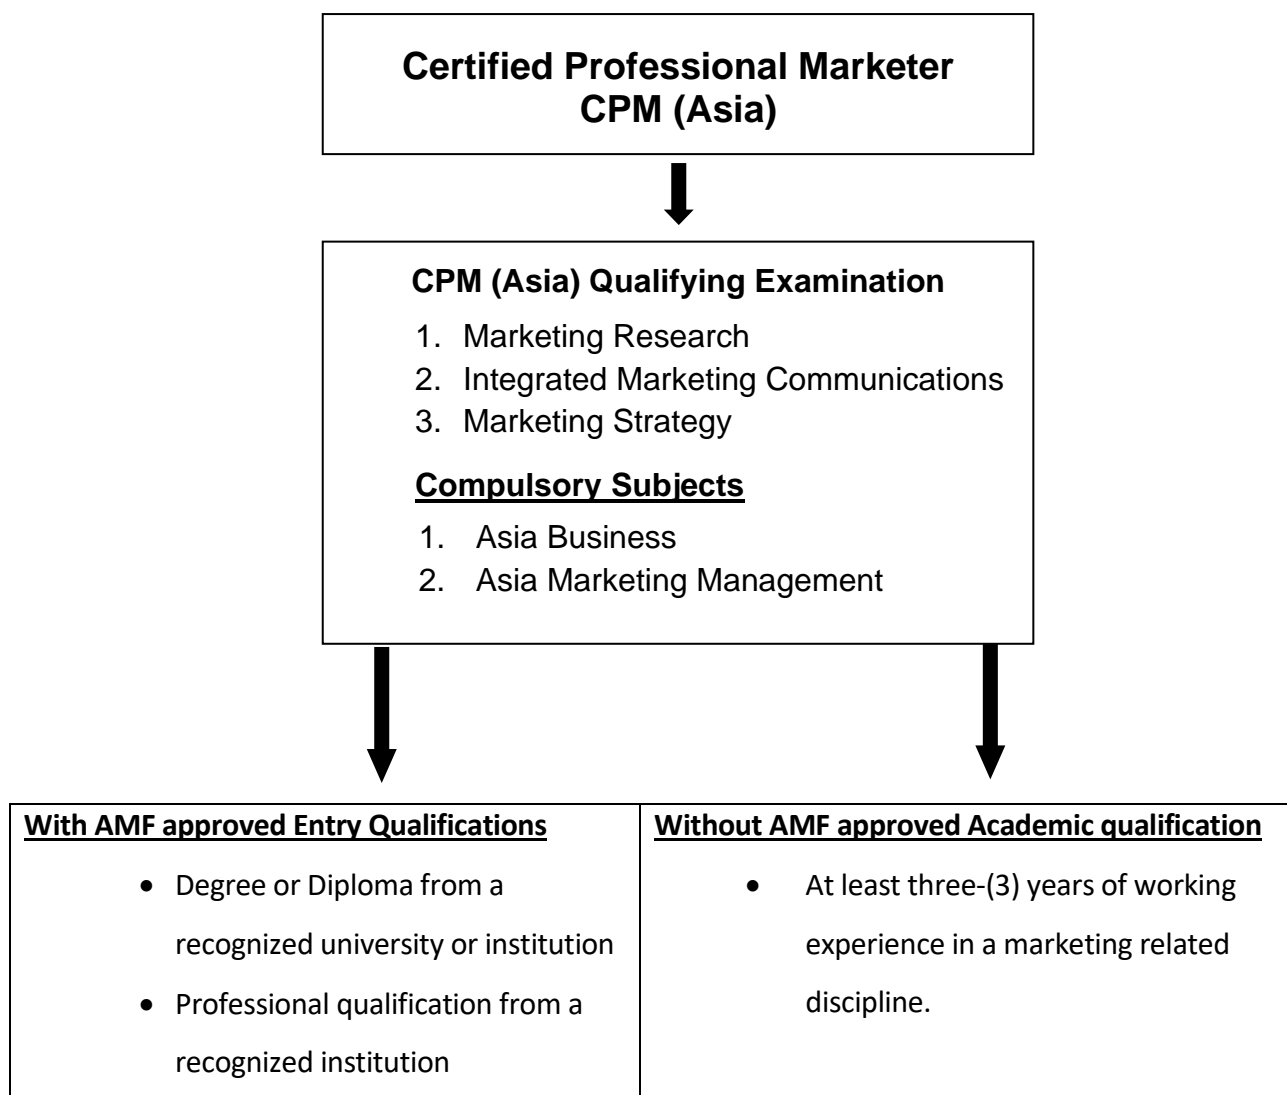 Certified Professional Marketer
CPM (Asia)
CPM (Asia) Qualifying Examination
1. Marketing Research
2. Integrated Marketing Communications
3. Marketing Strategy
Compulsory Subjects
1. Asia Business
2. Asia Marketing Management
With AMF approved Entry Qualifications
• Degree or Diploma from a
recognized university or institution
• Professional qualification from a
recognized institution
Without AMF approved Academic qualification
• At least three-(3) years of working
experience in a marketing related
discipline.